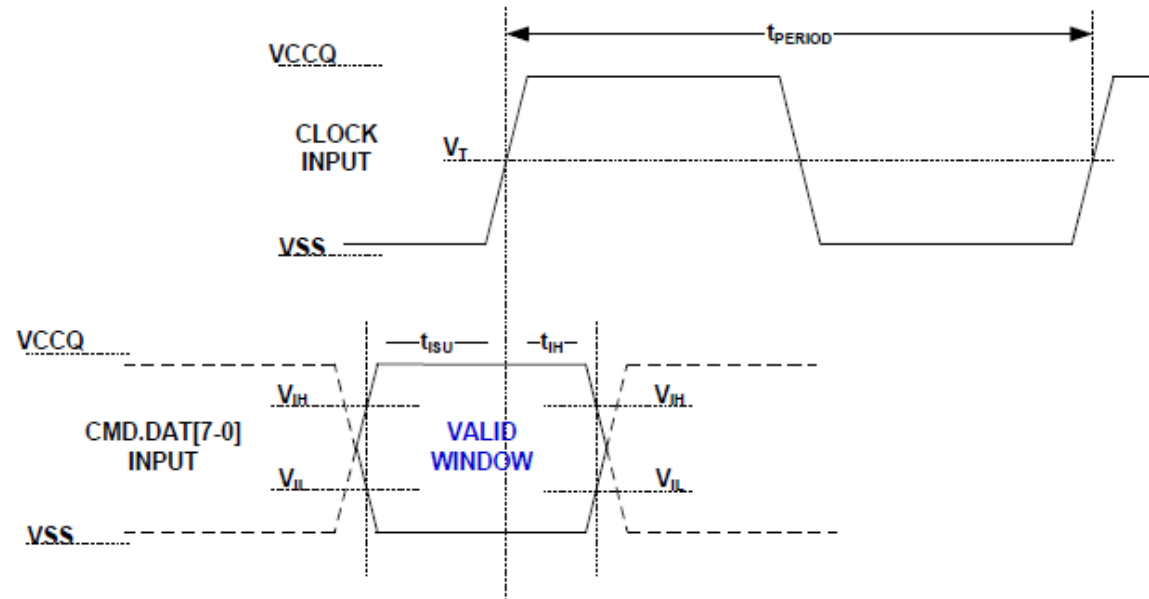 tPERIOD
VCCQ
CLOCK
INPUT
VT
VSS
VCCQ
tISU
tIH
VIH
VIH
CMD.DAT[7-0]
INPUT
VALID
WINDOW
VIL
VIL
VSS